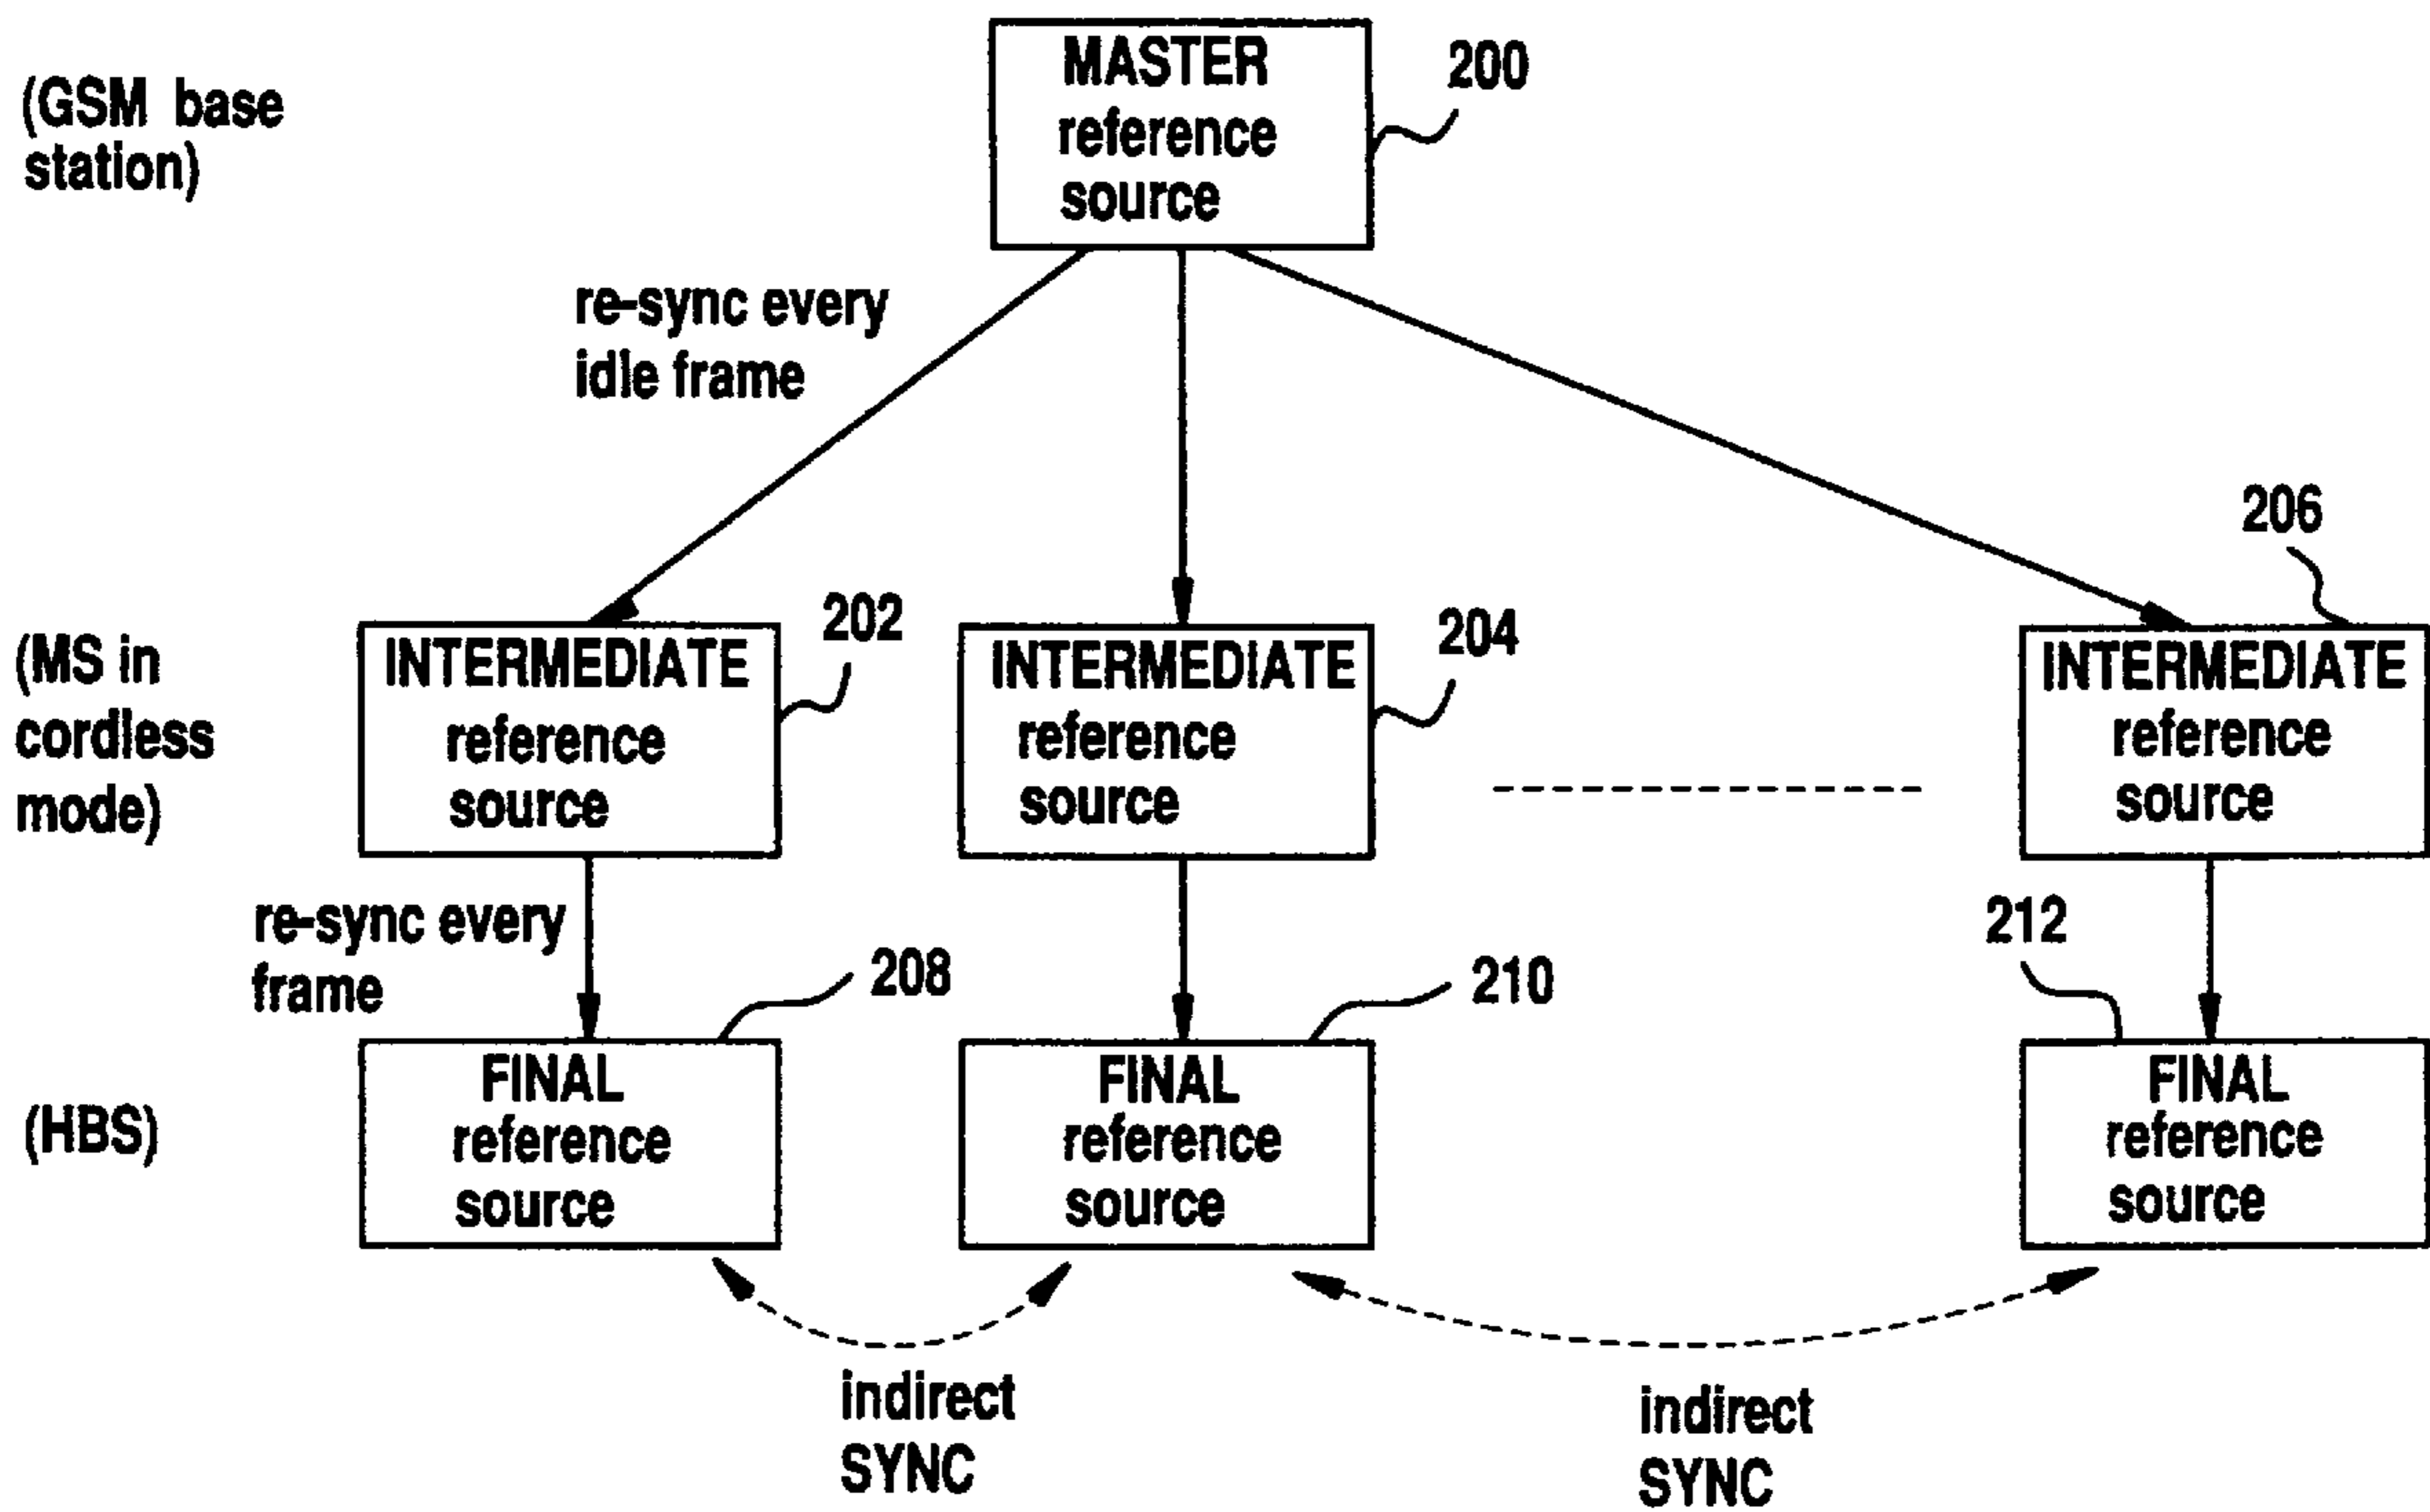 (GSM base
station)
MASTER
reference
source
200
re-sync every
idle frame
(MS in
cordless
mode)
INTERMEDIATE
reference
source
202
INTERMEDIATE
reference
source
204
206
INTERMEDIATE
reference
source
re-sync every
frame
(HBS)
FINAL
reference
source
208
FINAL
reference
source
210
212
FINAL
reference
source
indirect
SYNC
indirect
SYNC